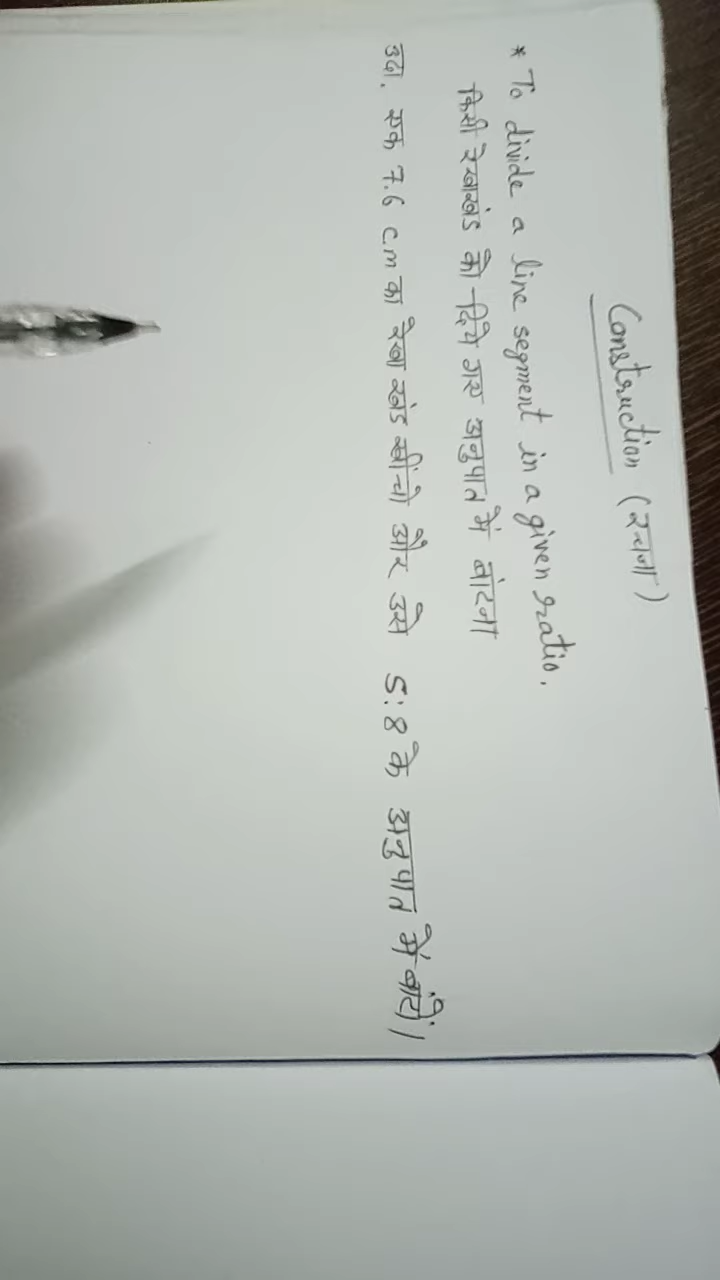 Construction (रचना)
* To divide a line segment in a given ratio.
किसी रेखाखंड को दिये गए अनुपात में बांटना
उदा. एक 7.6 cm का रेखा खंड खींचो और उसे 5:8 के अनुपात में बांटों।